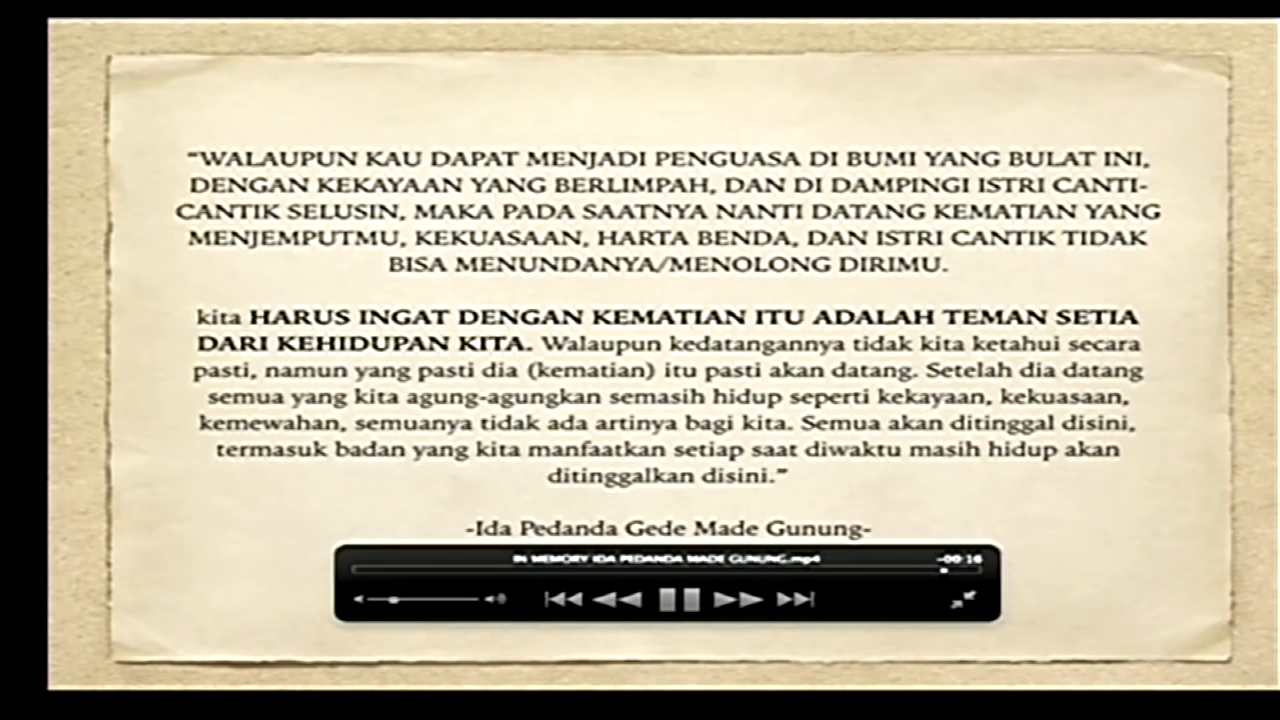 “WALAUPUN KAU DAPAT MENJADI PENGUASA DI BUMI YANG BULAT INI,
DENGAN KEKAYAAN YANG BERLIMPAH, DAN DI DAMPINGI ISTRI CANTI-
CANTIK SELUSIN, MAKA PADA SAATNYA NANTI DATANG KEMATIAN YANG
MENJEMPUTMU, KEKUASAAN, HARTA BENDA, DAN ISTRI CANTIK TIDAK
BISA MENUNDANYA/MENOLONG DIRIMU.
kita HARUS INGAT DENGAN KEMATIAN ITU ADALAH TEMAN SETIA
DARI KEHIDUPAN KITA. Walaupun kedatangannya tidak kita ketahui secara
pasti, namun yang pasti dia (kematian) itu pasti akan datang. Setelah dia datang
semua yang kita agung-agungkan semasih hidup seperti kekayaan, kekuasaan,
kemewahan, semuanya tidak ada artinya bagi kita. Semua akan ditinggal disini,
termasuk badan yang kita manfaatkan setiap saat diwaktu masih hidup akan
ditinggalkan disini.”
-Ida Pedanda Gede Made Gunung-
IN MEMORY IDA PEDANDA MADE GUNUNG.mp4 -00:16